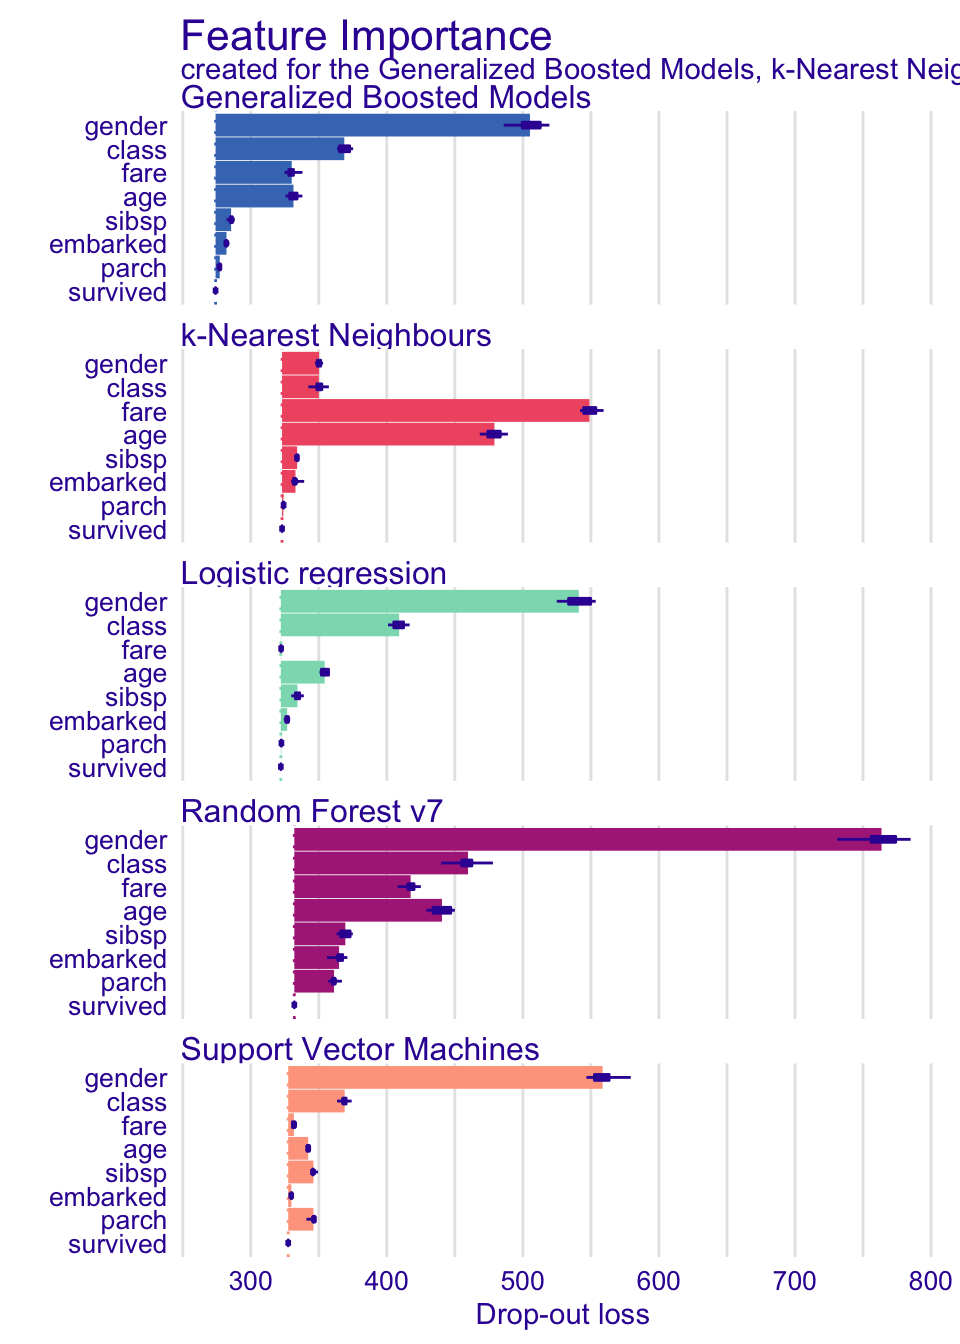 Feature Importance
created for the Generalized Boosted Models, k-Nearest Neig
Generalized Boosted Models
gender
class
fare
age
sibsp
embarked
parch
survived
k-Nearest Neighbours
gender
class
fare
age
sibsp
embarked
parch
survived
Logistic regression
gender
class
fare
age
sibsp
embarked
parch
survived
Random Forest v7
gender
class
fare
age
sibsp
embarked
parch
survived
Support Vector Machines
gender
class
fare
age
sibsp
embarked
parch
survived
300 400 500 600 700 800
Drop-out loss